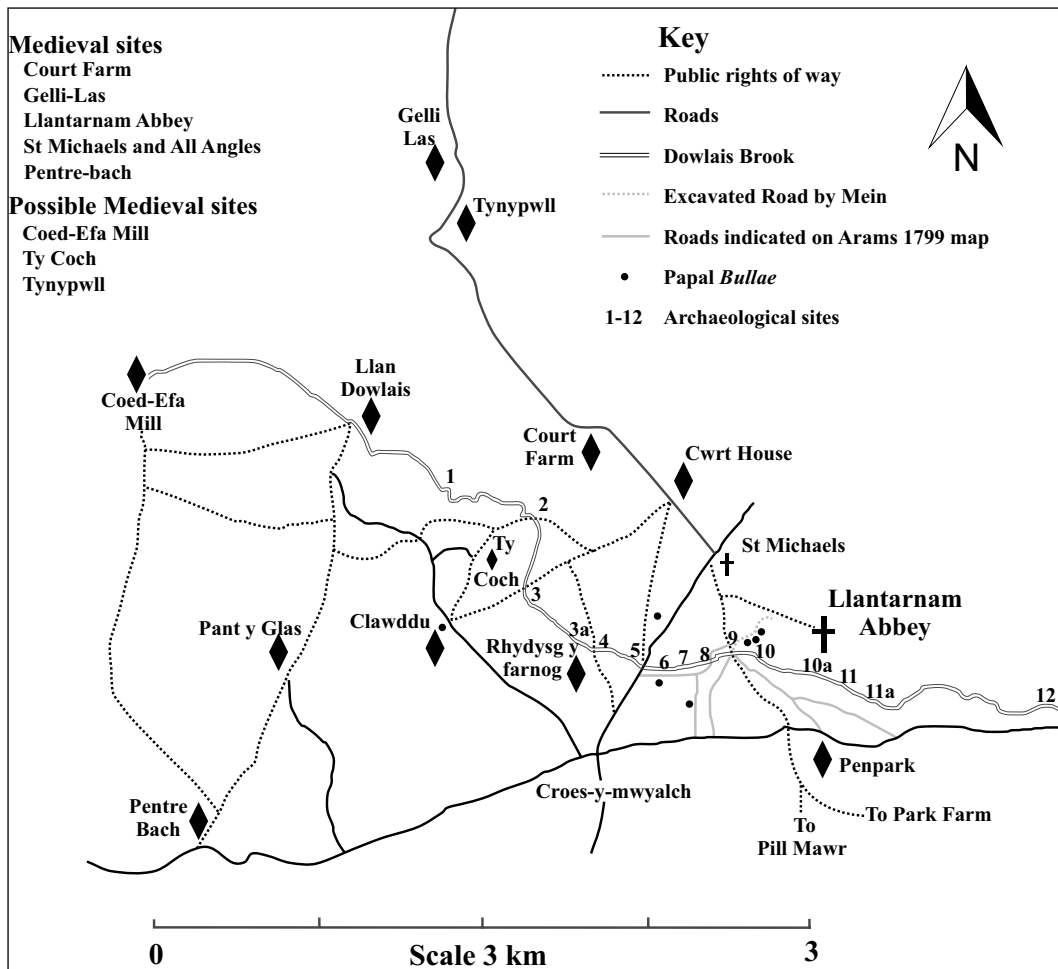 Medieval sites
Court Farm
Gelli-Las
Llantarnam Abbey
St Michaels and All Angles
Pentre-bach
Possible Medieval sites
Coed-Efa Mill
Ty Coch
Tynypwll
Key
Public rights of way
Roads
Dowlais Brook
Excavated Road by Mein
Roads indicated on Arams 1799 map
Papal Bullae
1-12 Archaeological sites
N
Gelli
Las
Tynypwll
Coed-Efa
Mill
Llan
Dowlais
Court
Farm
Cwrt House
1
2
Ty
Coch
St Michaels
3
Llantarnam
Abbey
Pant y Glas
Clawddu
Rhydysg y
farnog
3a
4
5
6
7
8
9
10
10a
11
11a
12
Penpark
Croes-y-mwyalch
Pentre
Bach
To
Pill Mawr
To Park Farm
0
Scale 3 km
3